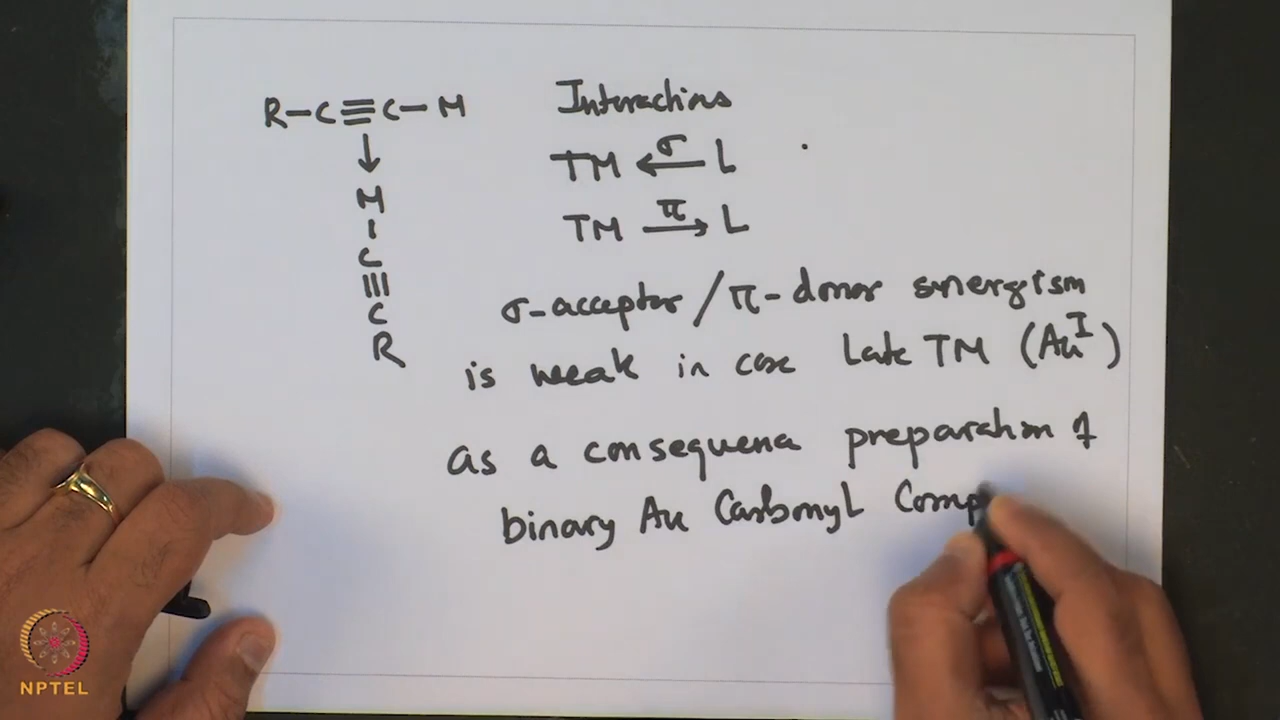 R-C≡C-M
↓
M
|
C
|||
C
R
Interactions
TM ←σ L
TM π→ L
σ-acceptor/π-donor synergism
is weak in case Late TM (Au^I)
as a consequena preparation of
binary Au Carbonyl Comp
NPTEL